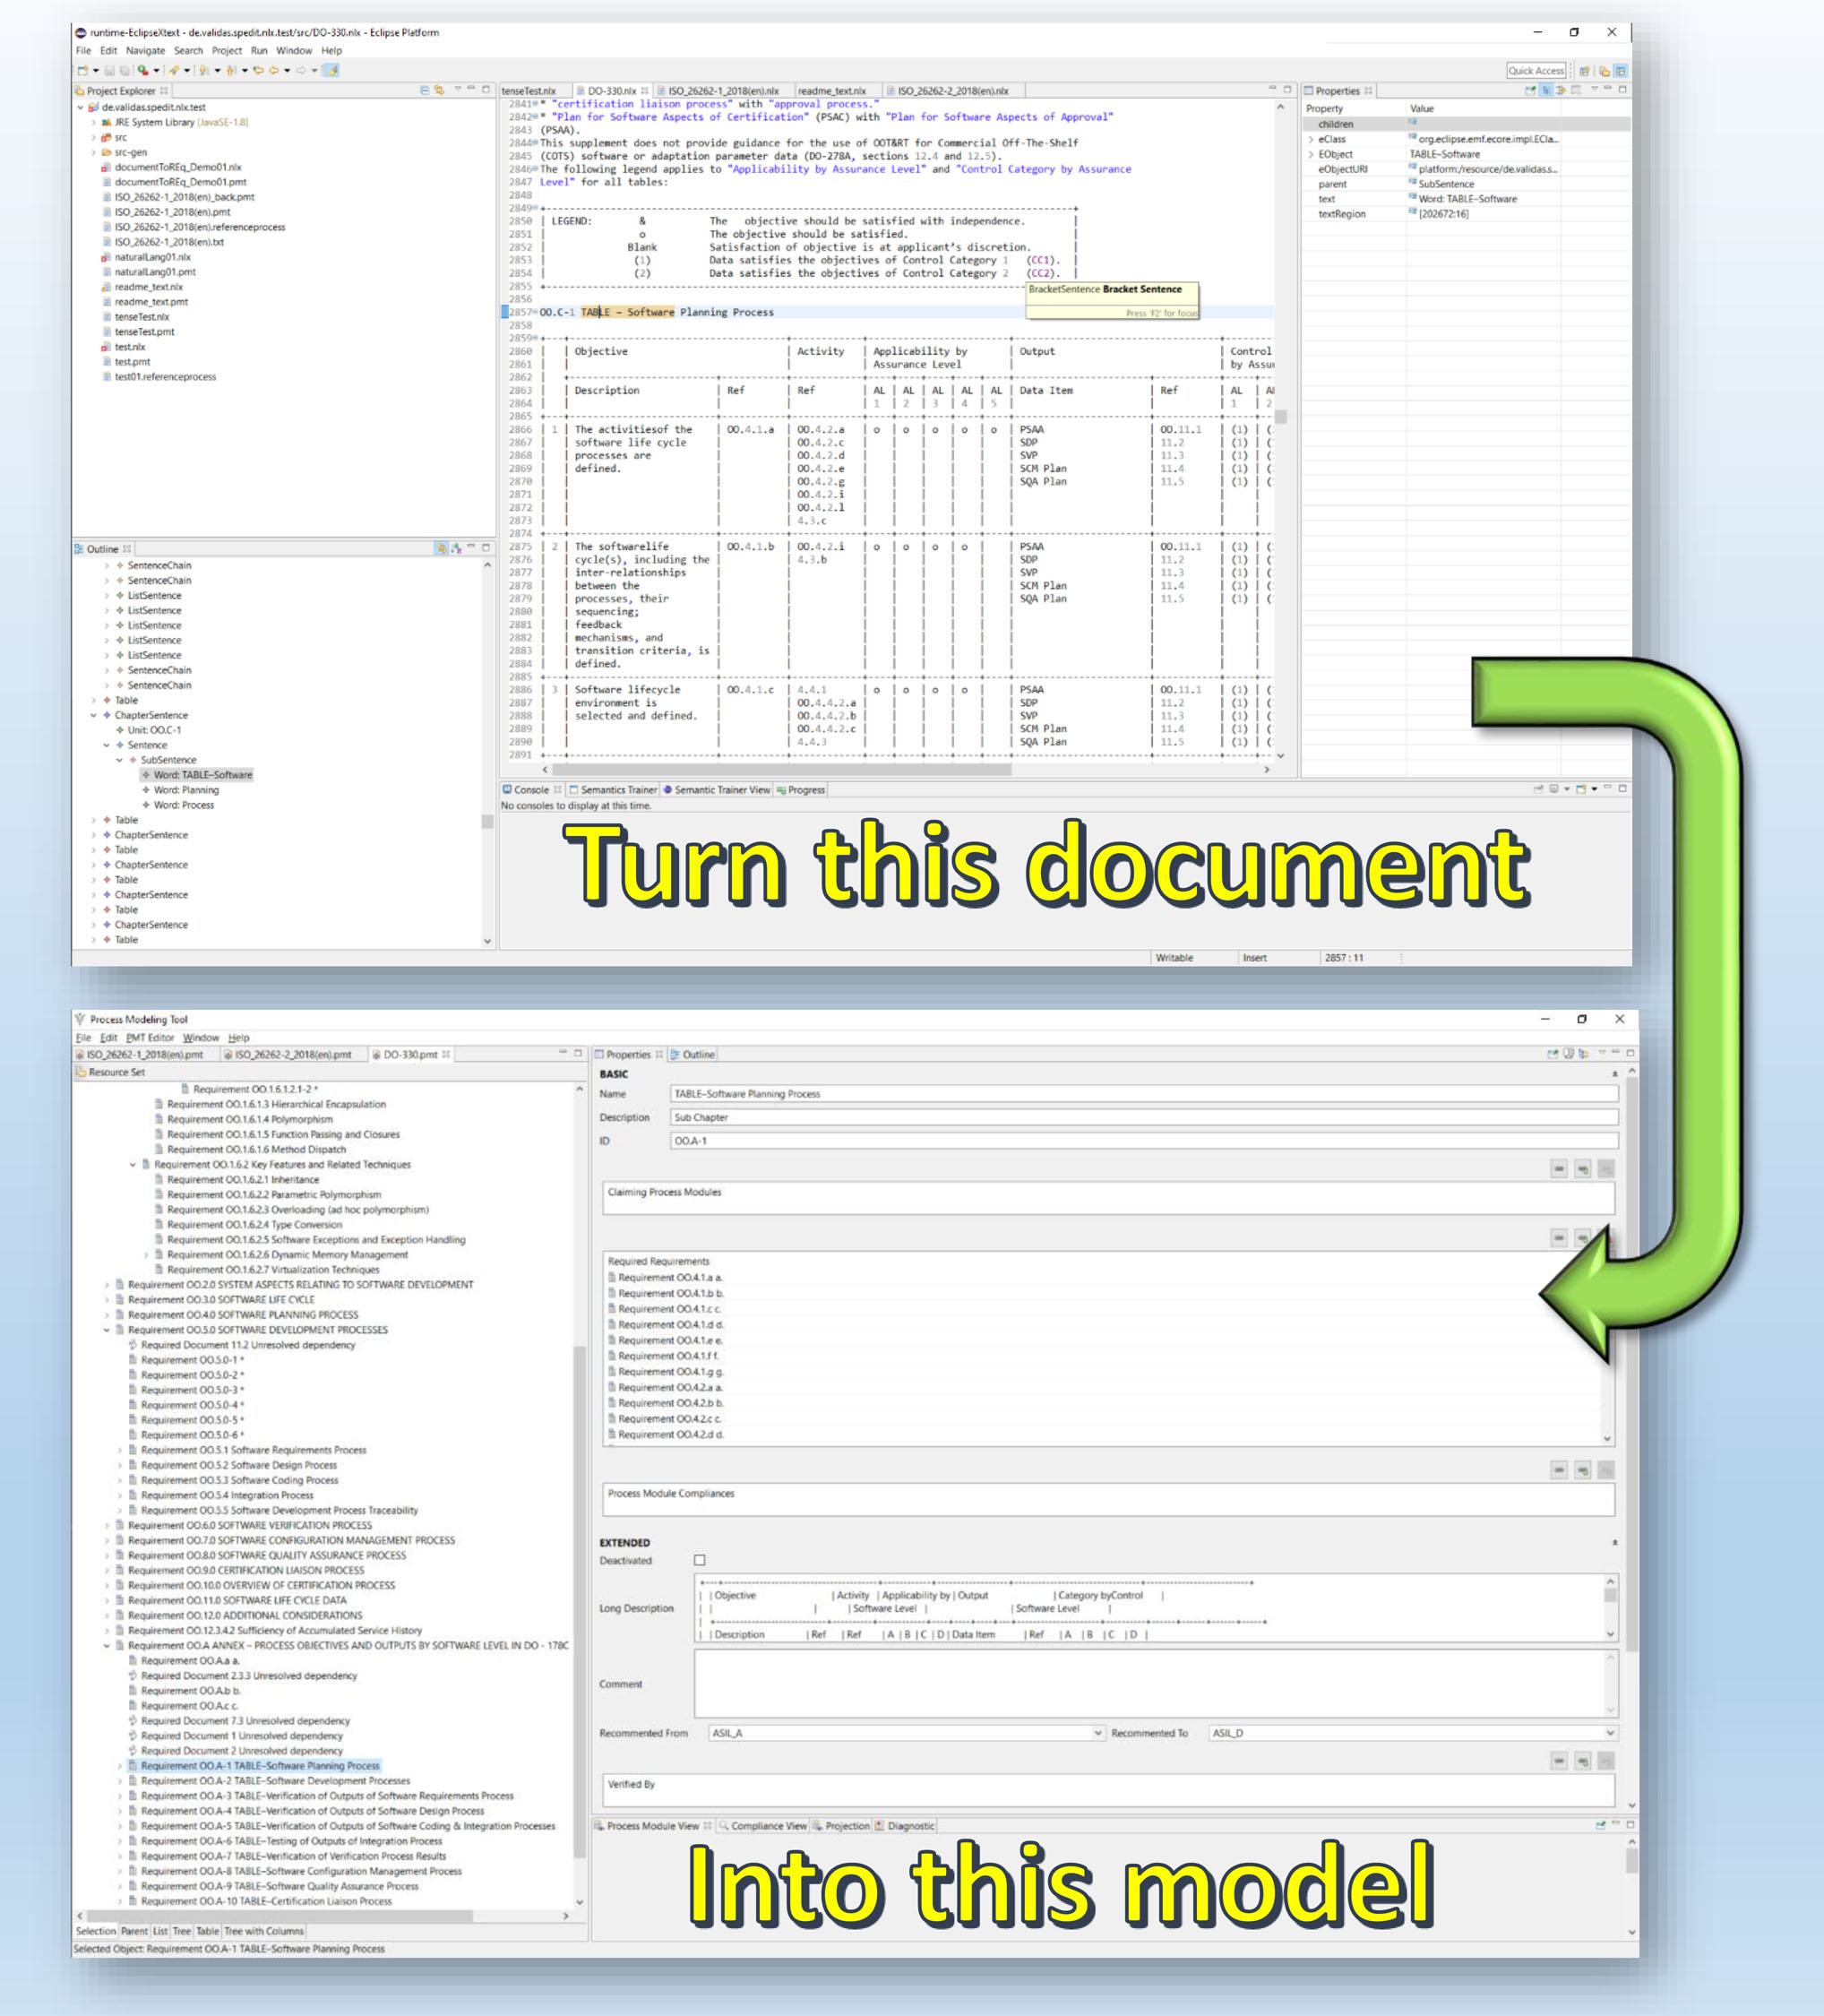 runtime-EclipseXtext - de.validas.spedit.nlx.test/src/DO-330.nlx - Eclipse Platform
File Edit Navigate Search Project Run Window Help
Quick Access
Project Explorer
de.validas.spedit.nlx.test
JRE System Library [JavaSE-1.8]
src
src-gen
documentToREq_Demo01.nlx
documentToREq_Demo01.pmt
ISO_26262-1_2018(en)_back.pmt
ISO_26262-1_2018(en).pmt
ISO_26262-1_2018(en).referenceprocess
ISO_26262-1_2018(en).txt
naturalLang01.nlx
naturalLang01.pmt
readme_text.nlx
readme_text.pmt
tenseTest.nlx
tenseTest.pmt
test.nlx
test.pmt
test01.referenceprocess
Outline
SentenceChain
SentenceChain
ListSentence
ListSentence
ListSentence
ListSentence
ListSentence
SentenceChain
SentenceChain
Table
ChapterSentence
Unit: OO.C-1
Sentence
SubSentence
Word: TABLE–Software
Word: Planning
Word: Process
Table
ChapterSentence
Table
ChapterSentence
Table
ChapterSentence
Table
ChapterSentence
Table
tenseTest.nlx DO-330.nlx ISO_26262-1_2018(en).nlx readme_text.nlx ISO_26262-2_2018(en).nlx
2841 * "certification liaison process" with "approval process."
2842 * "Plan for Software Aspects of Certification" (PSAC) with "Plan for Software Aspects of Approval"
2843 (PSAA).
2844 This supplement does not provide guidance for the use of OOT&RT for Commercial Off-The-Shelf
2845 (COTS) software or adaptation parameter data (DO-278A, sections 12.4 and 12.5).
2846 The following legend applies to "Applicability by Assurance Level" and "Control Category by Assurance
2847 Level" for all tables:
2848
2849
2850 | LEGEND: & The objective should be satisfied with independence. |
2851 | o The objective should be satisfied. |
2852 | Blank Satisfaction of objective is at applicant's discretion. |
2853 | (1) Data satisfies the objectives of Control Category 1 (CC1). |
2854 | (2) Data satisfies the objectives of Control Category 2 (CC2). |
2855
BracketSentence Bracket Sentence
Press 'F2' for focus
2856
2857 OO.C-1 TABLE – Software Planning Process
2858
2859
2860 | | Objective | Activity | Applicability by | Output | Control
2861 | | | | Assurance Level | | by Assu
2862
2863 | | Description | Ref | Ref | AL | AL | AL | AL | AL | Data Item | Ref | AL | A
2864 | | | | | 1 | 2 | 3 | 4 | 5 | | | 1 | 2
2865
2866 | 1 | The activitiesof the | OO.4.1.a | OO.4.2.a | o | o | o | o | o | PSAA | OO.11.1 | (1) | (
2867 | | software life cycle | | OO.4.2.c | | | | | | SDP | 11.2 | (1) | (
2868 | | processes are | | OO.4.2.d | | | | | | SVP | 11.3 | (1) | (
2869 | | defined. | | OO.4.2.e | | | | | | SCM Plan | 11.4 | (1) | (
2870 | | | | OO.4.2.g | | | | | | SQA Plan | 11.5 | (1) | (
2871 | | | | OO.4.2.i
2872 | | | | OO.4.2.l
2873 | | | | 4.3.c
2874
2875 | 2 | The softwarelife | OO.4.1.b | OO.4.2.i | o | o | o | o | | PSAA | OO.11.1 | (1) | (
2876 | | cycle(s), including the | | 4.3.b | | | | | | SDP | 11.2 | (1) | (
2877 | | inter-relationships | | | | | | | | SVP | 11.3 | (1) | (
2878 | | between the | | | | | | | | SCM Plan | 11.4 | (1) | (
2879 | | processes, their | | | | | | | | SQA Plan | 11.5 | (1) | (
2880 | | sequencing;
2881 | | feedback
2882 | | mechanisms, and
2883 | | transition criteria, is
2884 | | defined.
2885
2886 | 3 | Software lifecycle | OO.4.1.c | 4.4.1 | o | o | o | o | | PSAA | OO.11.1 | (1) | (
2887 | | environment is | | OO.4.4.2.a | | | | | | SDP | 11.2 | (1) | (
2888 | | selected and defined. | | OO.4.4.2.b | | | | | | SVP | 11.3 | (1) | (
2889 | | | | OO.4.4.2.c | | | | | | SCM Plan | 11.4 | (1) | (
2890 | | | | 4.4.3 | | | | | | SQA Plan | 11.5 | (1) | (
2891
Properties
Property Value
children
eClass org.eclipse.emf.ecore.impl.ECla...
EObject TABLE–Software
eObjectURI platform:/resource/de.validas.s...
parent SubSentence
text Word: TABLE–Software
textRegion [202672:16]
Console Semantics Trainer Semantic Trainer View Progress
No consoles to display at this time.
Turn this document
Writable Insert 2857 : 11
Process Modeling Tool
File Edit PMT Editor Window Help
ISO_26262-1_2018(en).pmt ISO_26262-2_2018(en).pmt DO-330.pmt
Resource Set
Requirement OO.1.6.1.2.1-2 *
Requirement OO.1.6.1.3 Hierarchical Encapsulation
Requirement OO.1.6.1.4 Polymorphism
Requirement OO.1.6.1.5 Function Passing and Closures
Requirement OO.1.6.1.6 Method Dispatch
Requirement OO.1.6.2 Key Features and Related Techniques
Requirement OO.1.6.2.1 Inheritance
Requirement OO.1.6.2.2 Parametric Polymorphism
Requirement OO.1.6.2.3 Overloading (ad hoc polymorphism)
Requirement OO.1.6.2.4 Type Conversion
Requirement OO.1.6.2.5 Software Exceptions and Exception Handling
Requirement OO.1.6.2.6 Dynamic Memory Management
Requirement OO.1.6.2.7 Virtualization Techniques
Requirement OO.2.0 SYSTEM ASPECTS RELATING TO SOFTWARE DEVELOPMENT
Requirement OO.3.0 SOFTWARE LIFE CYCLE
Requirement OO.4.0 SOFTWARE PLANNING PROCESS
Requirement OO.5.0 SOFTWARE DEVELOPMENT PROCESSES
Required Document 11.2 Unresolved dependency
Requirement OO.5.0-1 *
Requirement OO.5.0-2 *
Requirement OO.5.0-3 *
Requirement OO.5.0-4 *
Requirement OO.5.0-5 *
Requirement OO.5.0-6 *
Requirement OO.5.1 Software Requirements Process
Requirement OO.5.2 Software Design Process
Requirement OO.5.3 Software Coding Process
Requirement OO.5.4 Integration Process
Requirement OO.5.5 Software Development Process Traceability
Requirement OO.6.0 SOFTWARE VERIFICATION PROCESS
Requirement OO.7.0 SOFTWARE CONFIGURATION MANAGEMENT PROCESS
Requirement OO.8.0 SOFTWARE QUALITY ASSURANCE PROCESS
Requirement OO.9.0 CERTIFICATION LIAISON PROCESS
Requirement OO.10.0 OVERVIEW OF CERTIFICATION PROCESS
Requirement OO.11.0 SOFTWARE LIFE CYCLE DATA
Requirement OO.12.0 ADDITIONAL CONSIDERATIONS
Requirement OO.12.3.4.2 Sufficiency of Accumulated Service History
Requirement OO.A ANNEX – PROCESS OBJECTIVES AND OUTPUTS BY SOFTWARE LEVEL IN DO - 178C
Requirement OO.A.a a.
Required Document 2.3.3 Unresolved dependency
Requirement OO.A.b b.
Requirement OO.A.c c.
Required Document 7.3 Unresolved dependency
Required Document 1 Unresolved dependency
Required Document 2 Unresolved dependency
Requirement OO.A-1 TABLE–Software Planning Process
Requirement OO.A-2 TABLE–Software Development Processes
Requirement OO.A-3 TABLE–Verification of Outputs of Software Requirements Process
Requirement OO.A-4 TABLE–Verification of Outputs of Software Design Process
Requirement OO.A-5 TABLE–Verification of Outputs of Software Coding & Integration Processes
Requirement OO.A-6 TABLE–Testing of Outputs of Integration Process
Requirement OO.A-7 TABLE–Verification of Verification Process Results
Requirement OO.A-8 TABLE–Software Configuration Management Process
Requirement OO.A-9 TABLE–Software Quality Assurance Process
Requirement OO.A-10 TABLE–Certification Liaison Process
Selection Parent List Tree Table Tree with Columns
Selected Object: Requirement OO.A-1 TABLE–Software Planning Process
Properties Outline
BASIC
Name TABLE–Software Planning Process
Description Sub Chapter
ID OO.A-1
Claiming Process Modules
Required Requirements
Requirement OO.4.1.a a.
Requirement OO.4.1.b b.
Requirement OO.4.1.c c.
Requirement OO.4.1.d d.
Requirement OO.4.1.e e.
Requirement OO.4.1.f f.
Requirement OO.4.1.g g.
Requirement OO.4.2.a a.
Requirement OO.4.2.b b.
Requirement OO.4.2.c c.
Requirement OO.4.2.d d.
Process Module Compliances
EXTENDED
Deactivated
Long Description
| | Objective | Activity | Applicability by | Output | Category byControl |
| | | | Software Level | | Software Level |
| | Description | Ref | Ref | A | B | C | D | Data Item | Ref | A | B | C | D |
Comment
Recommented From ASIL_A Recommented To ASIL_D
Verified By
Process Module View Compliance View Projection Diagnostic
Into this model